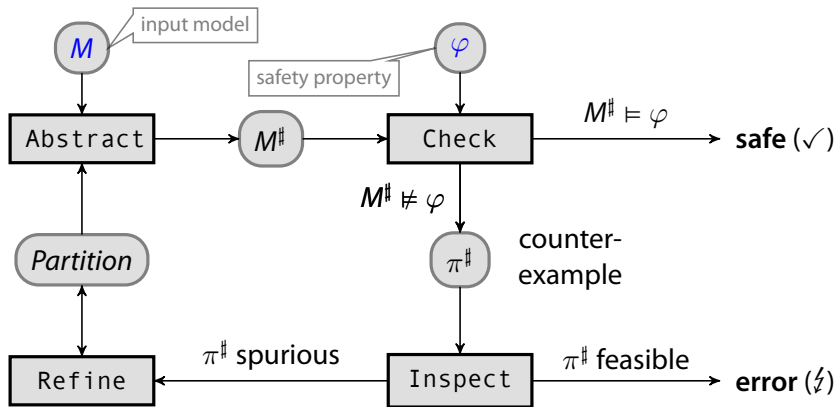 input model
M
φ
safety property
Abstract
M♯
Check
M♯ ⊨ φ
safe (✓)
M♯ ⊭ φ
Partition
π♯
counter-
example
π♯ spurious
π♯ feasible
Refine
Inspect
error (↯)